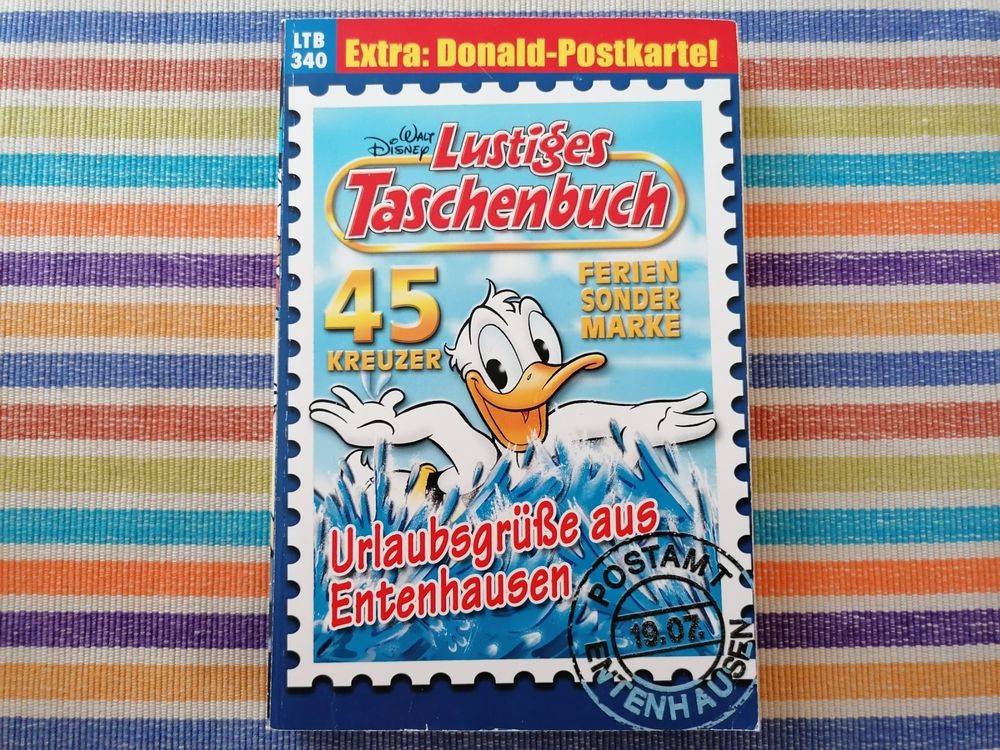 LTB
340
Extra: Donald-Postkarte!
WALT
DISNEY
Lustiges
Taschenbuch
45
KREUZER
FERIEN
SONDER
MARKE
Urlaubsgrüße aus
Entenhausen
POSTAMT
19.07.
ENTENHAUSEN